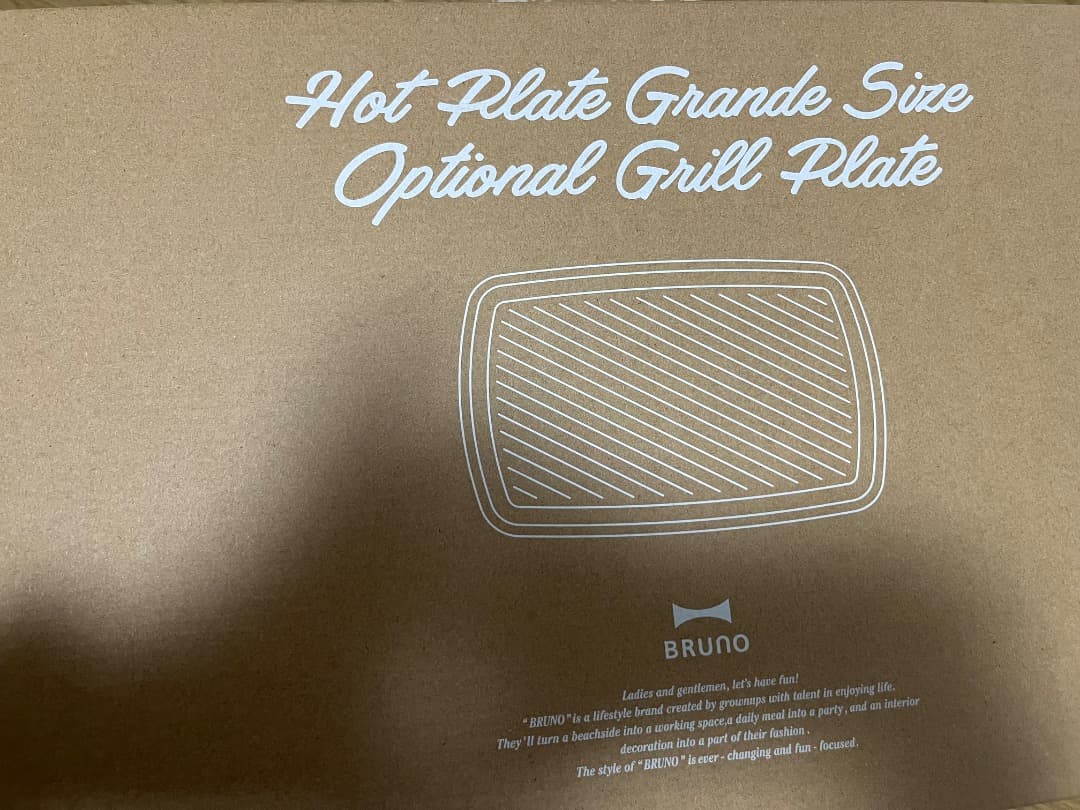 Hot Plate Grande Size
Optional Grill Plate
BRUNO
Ladies and gentlemen, let's have fun!
"BRUNO" is a lifestyle brand created by grownups with talent in enjoying life.
They'll turn a beachside into a working space,a daily meal into a party, and an interior
decoration into a part of their fashion.
The style of "BRUNO" is ever - changing and fun - focused.